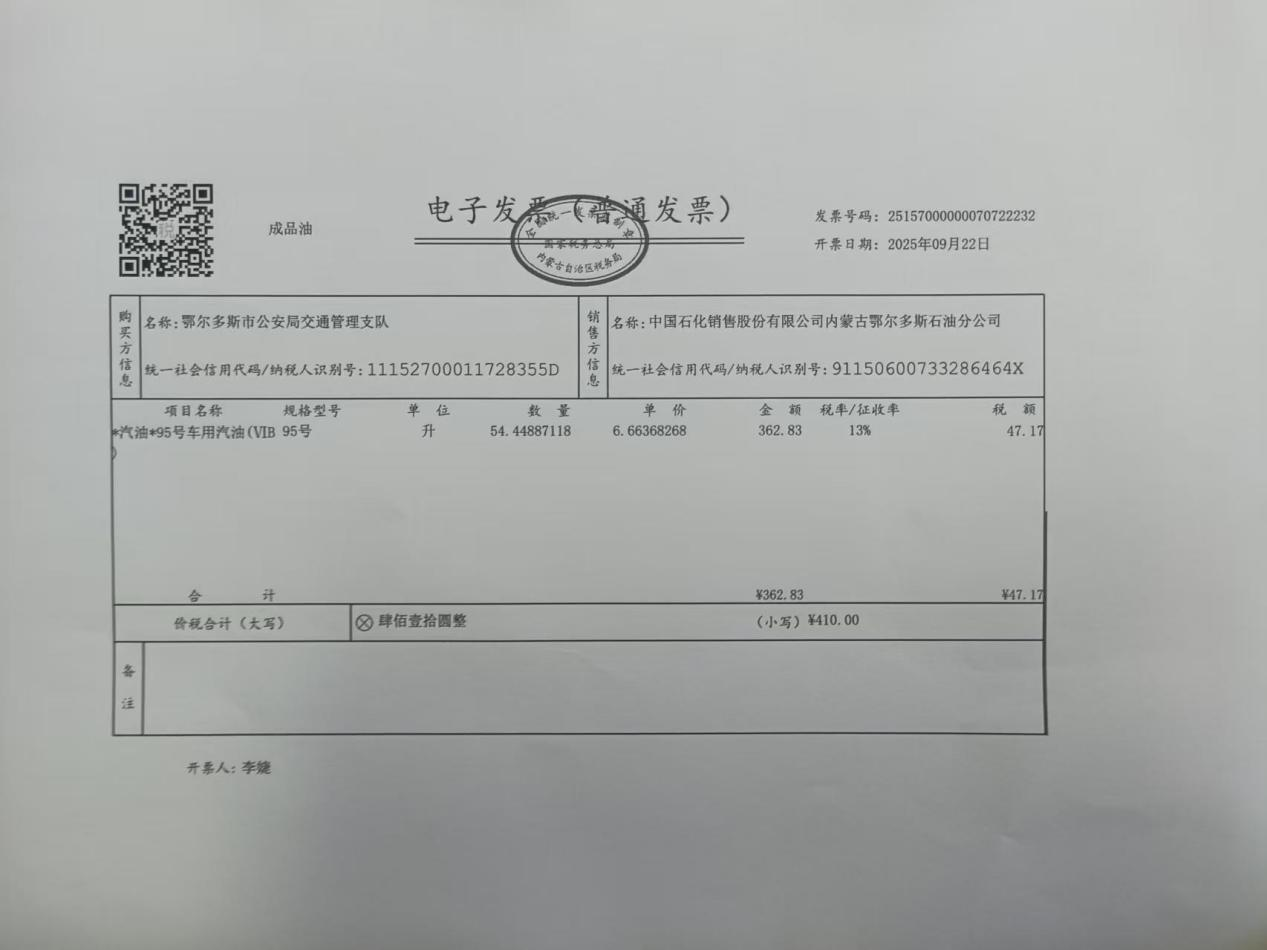 税
成品油
电子发票（普通发票）
全国统一发票监制章
国家税务总局
内蒙古自治区税务局
发票号码：25157000000070722232
开票日期：2025年09月22日
购买方信息
名称：鄂尔多斯市公安局交通管理支队
统一社会信用代码/纳税人识别号：11152700011728355D
销售方信息
名称：中国石化销售股份有限公司内蒙古鄂尔多斯石油分公司
统一社会信用代码/纳税人识别号：91150600733286464X
项目名称 规格型号 单位 数量 单价 金额 税率/征收率 税额
*汽油*95号车用汽油(VIB 95号 升 54.44887118 6.66368268 362.83 13% 47.17
)
合计 ¥362.83 ¥47.17
价税合计（大写） ⊗肆佰壹拾圆整 （小写）¥410.00
备注
开票人：李婕